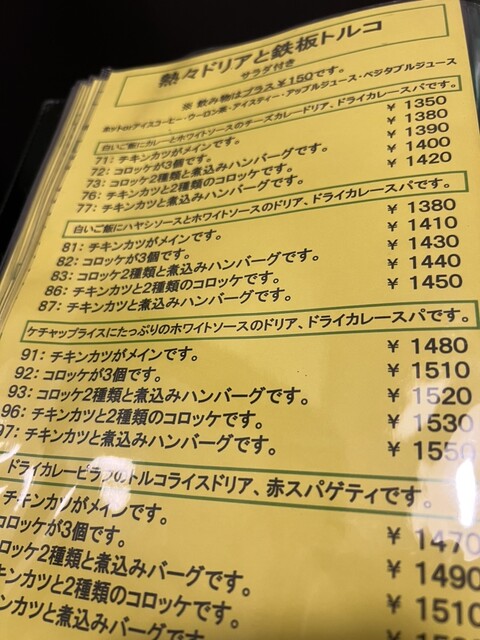 熱々ドリアと鉄板トルコ
サラダ付き
※ 飲み物はプラス¥150です。
ホットorアイスコーヒー・ウーロン茶・アイスティー・アップルジュース・ベジタブルジュース
白いご飯にカレーとホワイトソースのチーズカレードリア、ドライカレースパです。
71: チキンカツがメインです。 ¥ 1350
72: コロッケが3個です。 ¥ 1380
73: コロッケ2種類と煮込みハンバーグです。 ¥ 1390
76: チキンカツと2種類のコロッケです。 ¥ 1400
77: チキンカツと煮込みハンバーグです。 ¥ 1420
白いご飯にハヤシソースとホワイトソースのドリア、ドライカレースパです。
81: チキンカツがメインです。 ¥ 1380
82: コロッケが3個です。 ¥ 1410
83: コロッケ2種類と煮込みハンバーグです。 ¥ 1430
86: チキンカツと2種類のコロッケです。 ¥ 1440
87: チキンカツと煮込みハンバーグです。 ¥ 1450
ケチャップライスにたっぷりのホワイトソースのドリア、ドライカレースパです。
91: チキンカツがメインです。 ¥ 1480
92: コロッケが3個です。 ¥ 1510
93: コロッケ2種類と煮込みハンバーグです。 ¥ 1520
96: チキンカツと2種類のコロッケです。 ¥ 1530
97: チキンカツと煮込みハンバーグです。 ¥ 1550
ドライカレーピラフのトルコライスドリア、赤スパゲティです。
チキンカツがメインです。 ¥ 1470
コロッケが3個です。 ¥ 1490
ロッケ2種類と煮込みバーグです。 ¥ 1510
キンカツと2種類のコロッケです。
ンカツと煮込みバーグです。